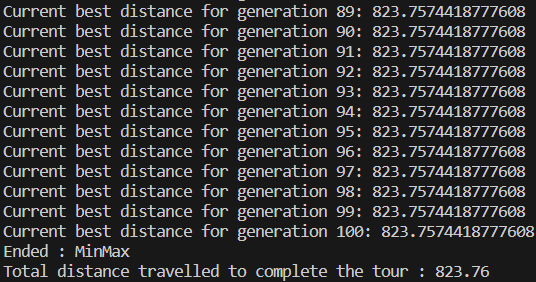 Current best distance for generation 89: 823.7574418777608
Current best distance for generation 90: 823.7574418777608
Current best distance for generation 91: 823.7574418777608
Current best distance for generation 92: 823.7574418777608
Current best distance for generation 93: 823.7574418777608
Current best distance for generation 94: 823.7574418777608
Current best distance for generation 95: 823.7574418777608
Current best distance for generation 96: 823.7574418777608
Current best distance for generation 97: 823.7574418777608
Current best distance for generation 98: 823.7574418777608
Current best distance for generation 99: 823.7574418777608
Current best distance for generation 100: 823.7574418777608
Ended : MinMax
Total distance travelled to complete the tour : 823.76